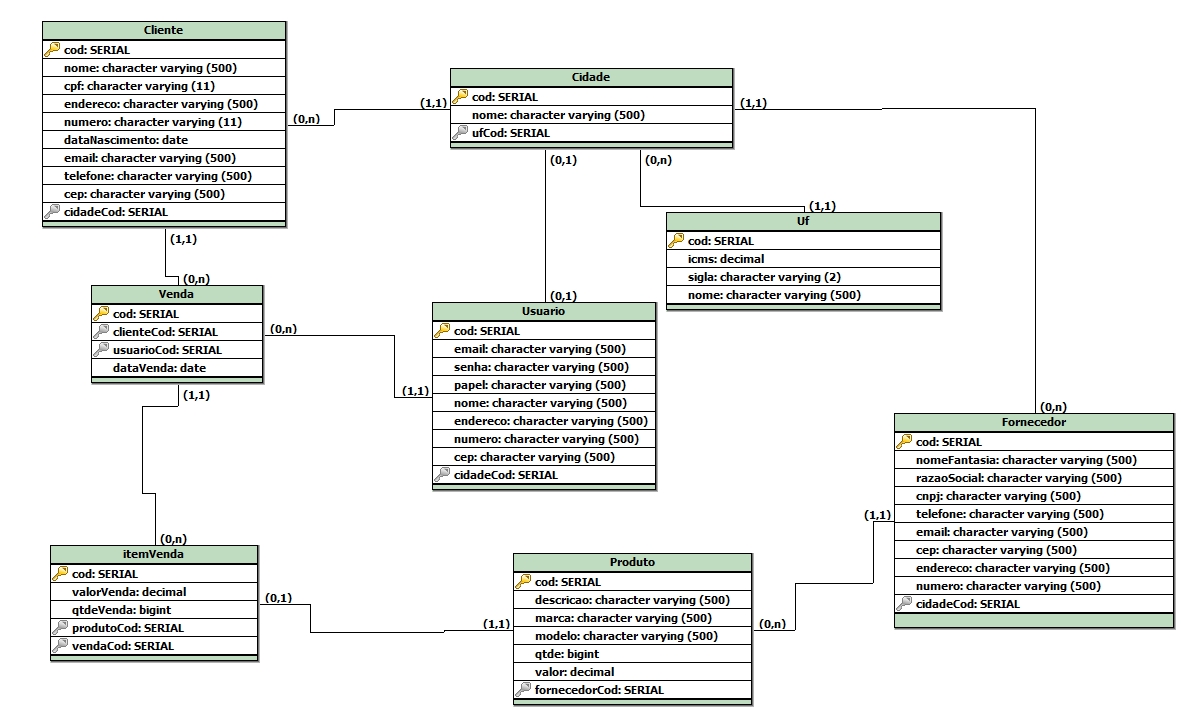 Cliente
cod: SERIAL
nome: character varying (500)
cpf: character varying (11)
endereco: character varying (500)
numero: character varying (11)
dataNascimento: date
email: character varying (500)
telefone: character varying (500)
cep: character varying (500)
cidadeCod: SERIAL
(0,n)
(1,1)
Cidade
cod: SERIAL
nome: character varying (500)
ufCod: SERIAL
(1,1)
(0,1)
(0,n)
(1,1)
Uf
cod: SERIAL
icms: decimal
sigla: character varying (2)
nome: character varying (500)
(1,1)
(0,n)
Venda
cod: SERIAL
clienteCod: SERIAL
usuarioCod: SERIAL
dataVenda: date
(0,n)
(1,1)
(0,1)
Usuario
cod: SERIAL
email: character varying (500)
senha: character varying (500)
papel: character varying (500)
nome: character varying (500)
endereco: character varying (500)
numero: character varying (500)
cep: character varying (500)
cidadeCod: SERIAL
(0,n)
Fornecedor
cod: SERIAL
nomeFantasia: character varying (500)
razaoSocial: character varying (500)
cnpj: character varying (500)
telefone: character varying (500)
email: character varying (500)
cep: character varying (500)
endereco: character varying (500)
numero: character varying (500)
cidadeCod: SERIAL
(1,1)
(1,1)
(0,n)
itemVenda
cod: SERIAL
valorVenda: decimal
qtdeVenda: bigint
produtoCod: SERIAL
vendaCod: SERIAL
(0,1)
(1,1)
Produto
cod: SERIAL
descricao: character varying (500)
marca: character varying (500)
modelo: character varying (500)
qtde: bigint
valor: decimal
fornecedorCod: SERIAL
(0,n)